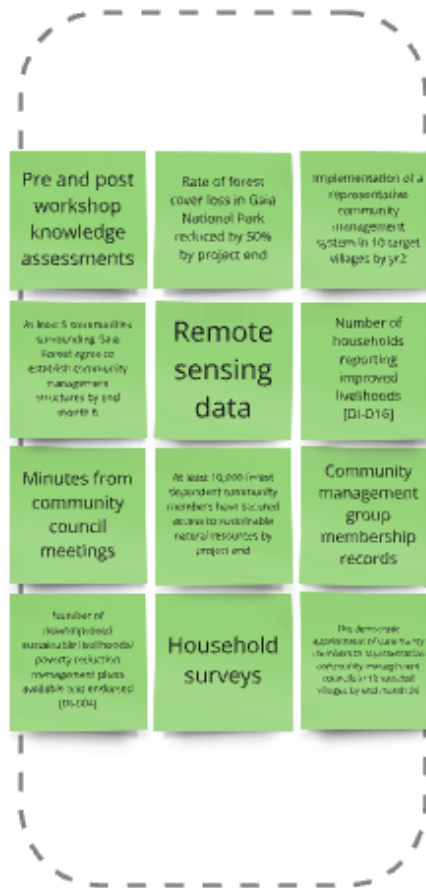 Pre and post
workshop
knowledge
assessments
Rate of forest
cover loss in Gaia
National Park
reduced by 50%
by project end
Implementation of a
representative
community
management
system in 10 target
villages by yr2
At least 5 communities
surrounding Gaia
Forest agree to
establish community
management
structures by end
month 6
Remote
sensing
data
Number of
households
reporting
improved
livelihoods
[DI-D16]
Minutes from
community
council
meetings
At least 10,000 forest
dependent community
members have secured
access to sustainable
natural resources by
project end
Community
management
group
membership
records
Number of
new/improved
sustainable livelihoods/
poverty reduction
management plans
available and endorsed
[DI-D04]
Household
surveys
The democratic
appointment of community
members to representative
community management
councils in 10
villages by end month 24